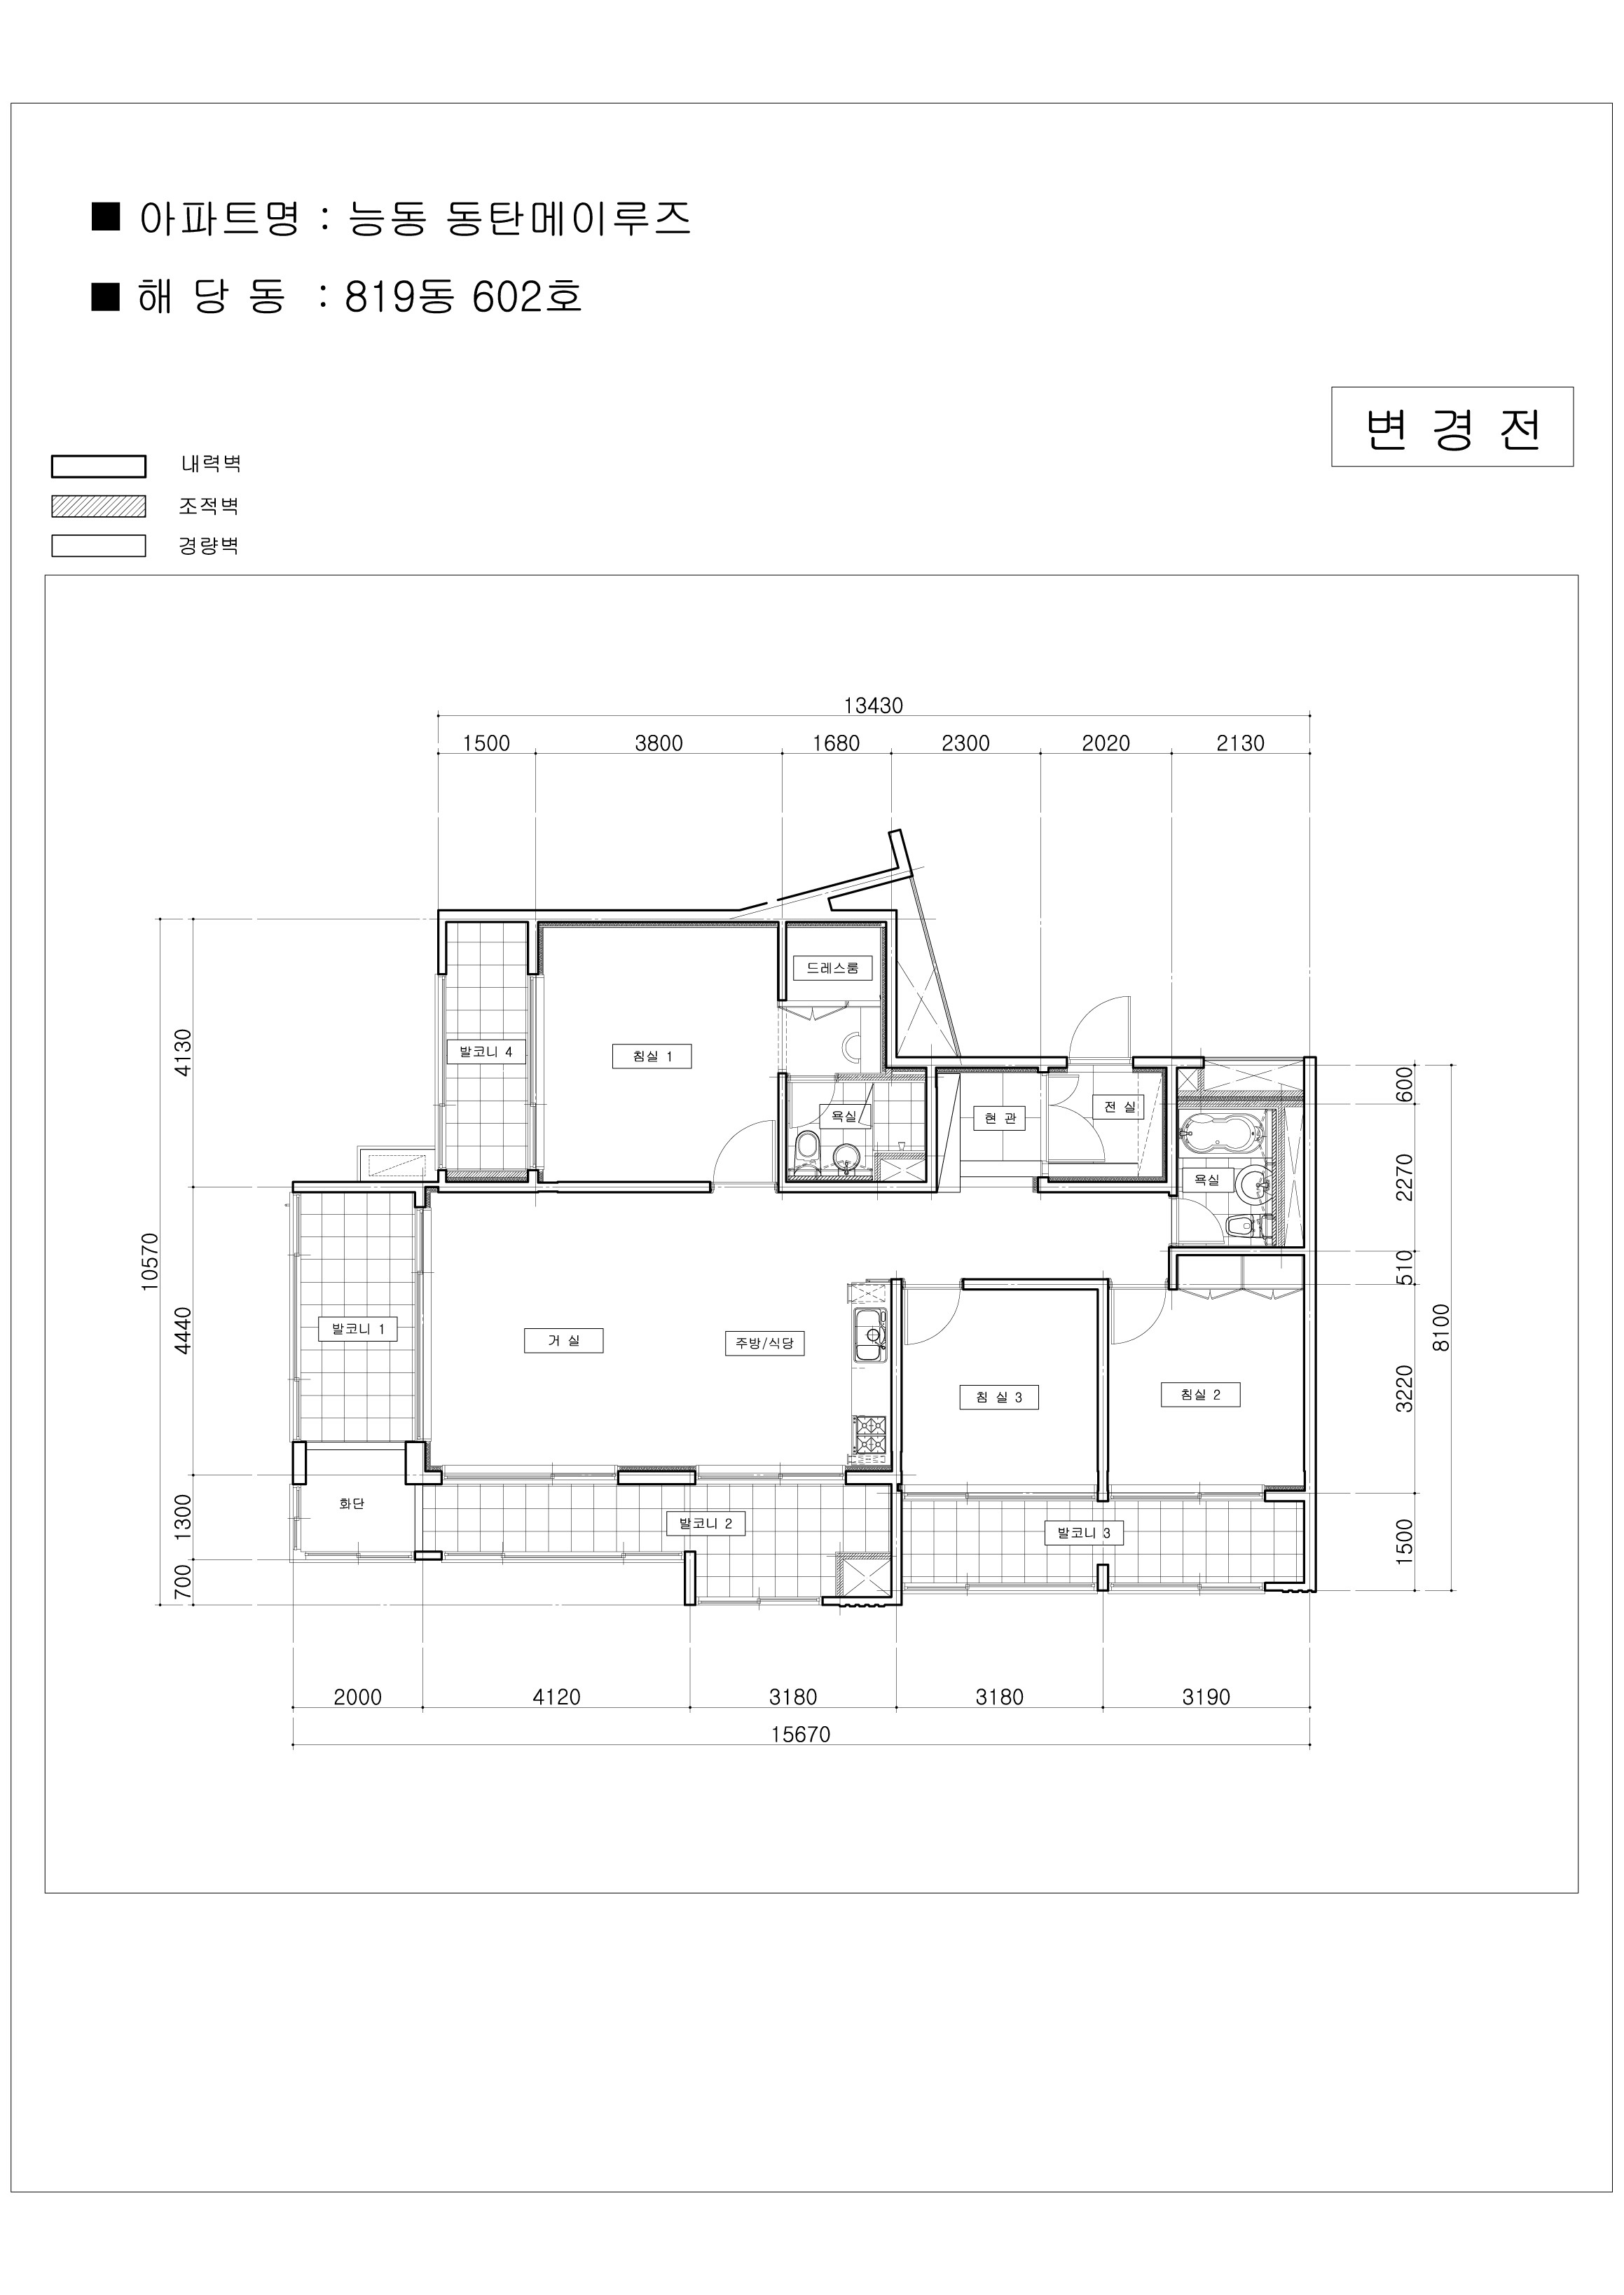 ■ 아파트명 : 능동 동탄메이루즈
■ 해 당 동 : 819동 602호
변 경 전
내력벽
조적벽
경량벽
13430
1500 3800 1680 2300 2020 2130
드레스룸
발코니 4
침실 1
욕실
현 관
전 실
욕실
발코니 1
거 실
주방/식당
침 실 3
침실 2
화단
발코니 2
발코니 3
4130
4440
1300
700
10570
600
2270
510
3220
1500
8100
2000 4120 3180 3180 3190
15670